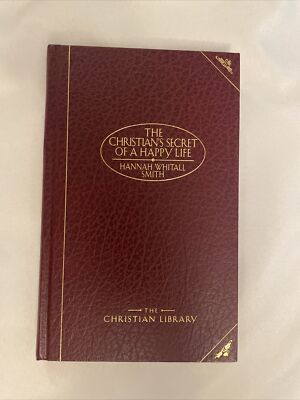 THE
CHRISTIAN'S SECRET
OF A HAPPY LIFE
HANNAH WHITALL
SMITH
THE
CHRISTIAN LIBRARY